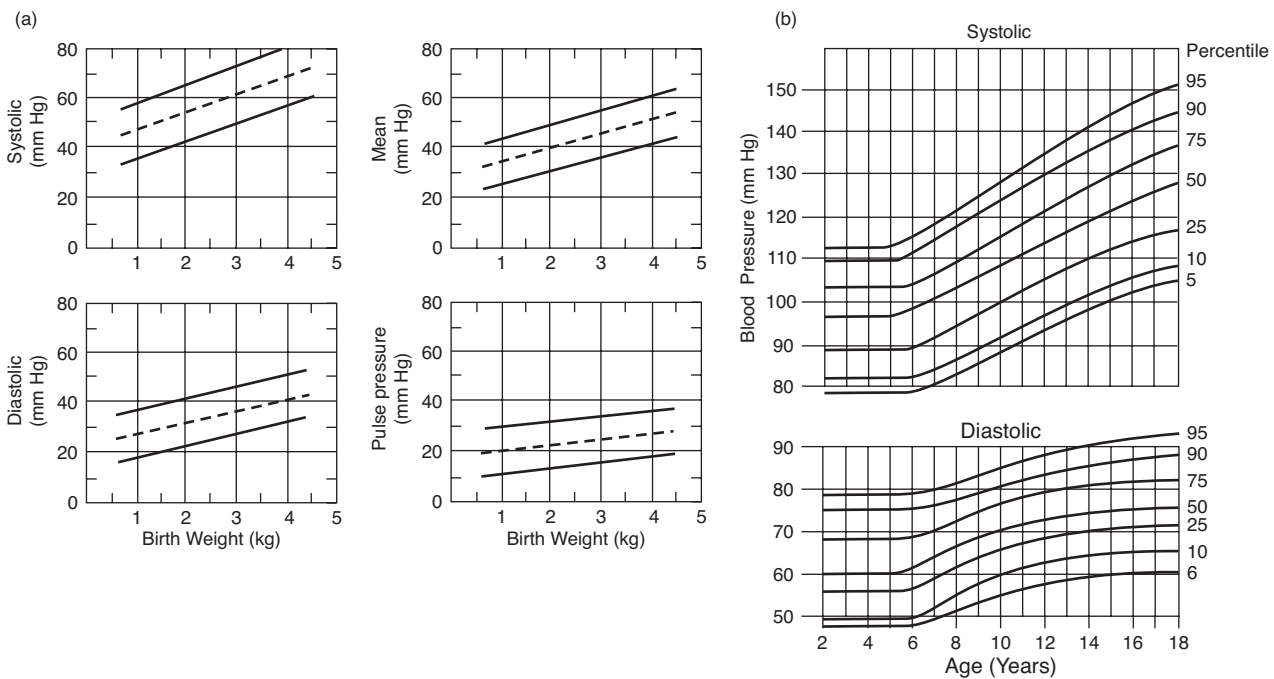 (a)
80
60
40
20
0
Systolic
(mm Hg)
1 2 3 4 5
80
60
40
20
0
Mean
(mm Hg)
1 2 3 4 5
80
60
40
20
0
Diastolic
(mm Hg)
1 2 3 4 5
Birth Weight (kg)
80
60
40
20
0
Pulse pressure
(mm Hg)
1 2 3 4 5
Birth Weight (kg)
(b)
Systolic
Percentile
150
140
130
120
110
100
90
80
Blood Pressure (mm Hg)
95
90
75
50
25
10
5
Diastolic
90
80
70
60
50
95
90
75
50
25
10
6
2 4 6 8 10 12 14 16 18
Age (Years)